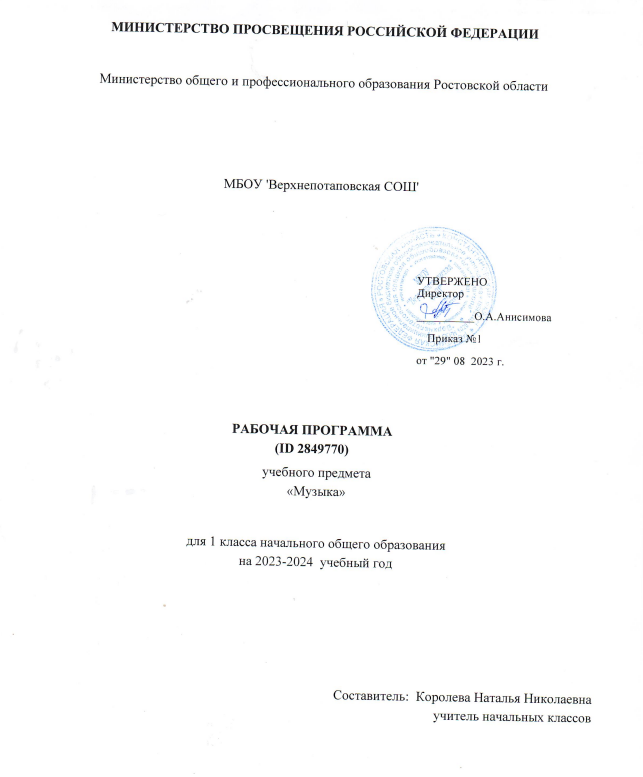 МИНИСТЕРСТВО ПРОСВЕЩЕНИЯ РОССИЙСКОЙ ФЕДЕРАЦИИ
Министерство общего и профессионального образования Ростовской области
МБОУ 'Верхнепотаповская СОШ'
УТВЕРЖЕНО
Директор
____________О.А.Анисимова
Приказ №1
от "29" 08 2023 г.
РАБОЧАЯ ПРОГРАММА
(ID 2849770)
учебного предмета
«Музыка»
для 1 класса начального общего образования
на 2023-2024 учебный год
Составитель: Королева Наталья Николаевна
учитель начальных классов